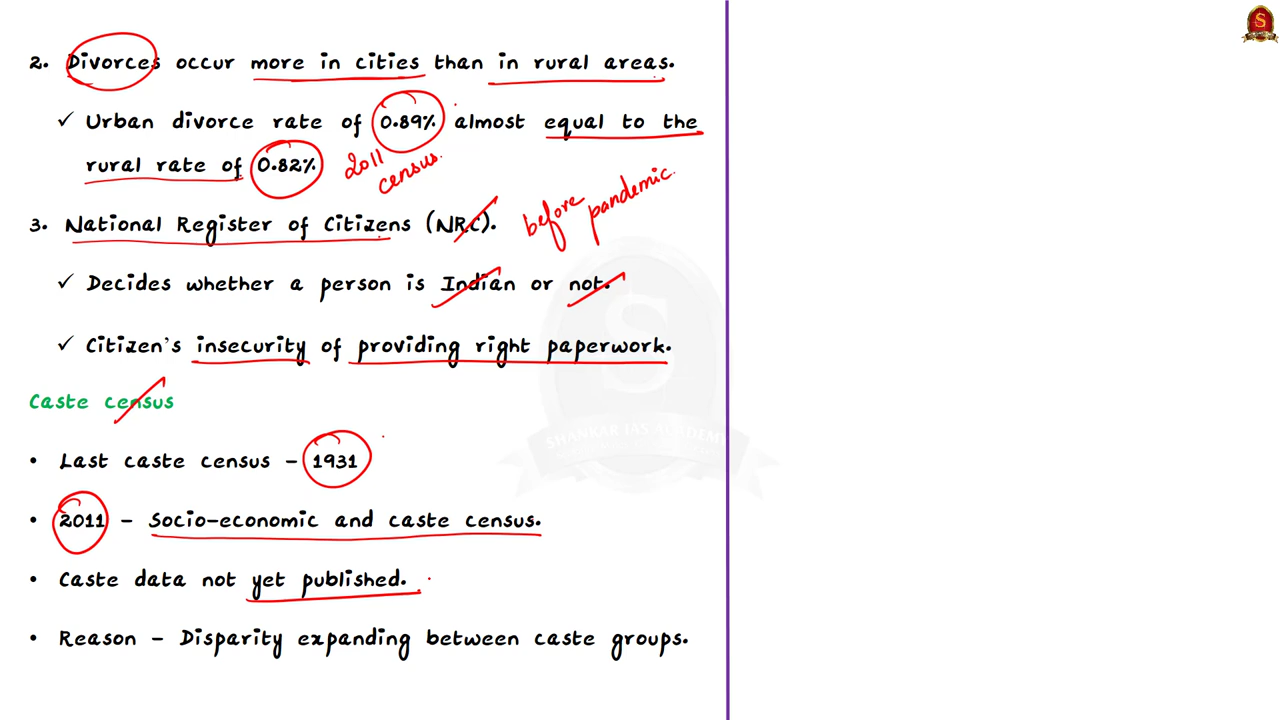 2. Divorces occur more in cities than in rural areas.
✓ Urban divorce rate of 0.89% almost equal to the
rural rate of 0.82%
2011
census.
3. National Register of Citizens (NRC).
before
pandemic.
✓ Decides whether a person is Indian or not.
✓ Citizen's insecurity of providing right paperwork.
Caste census
• Last caste census – 1931
SHANKAR IAS ACADEMY
• 2011 – Socio-economic and caste census.
• Caste data not yet published.
• Reason – Disparity expanding between caste groups.